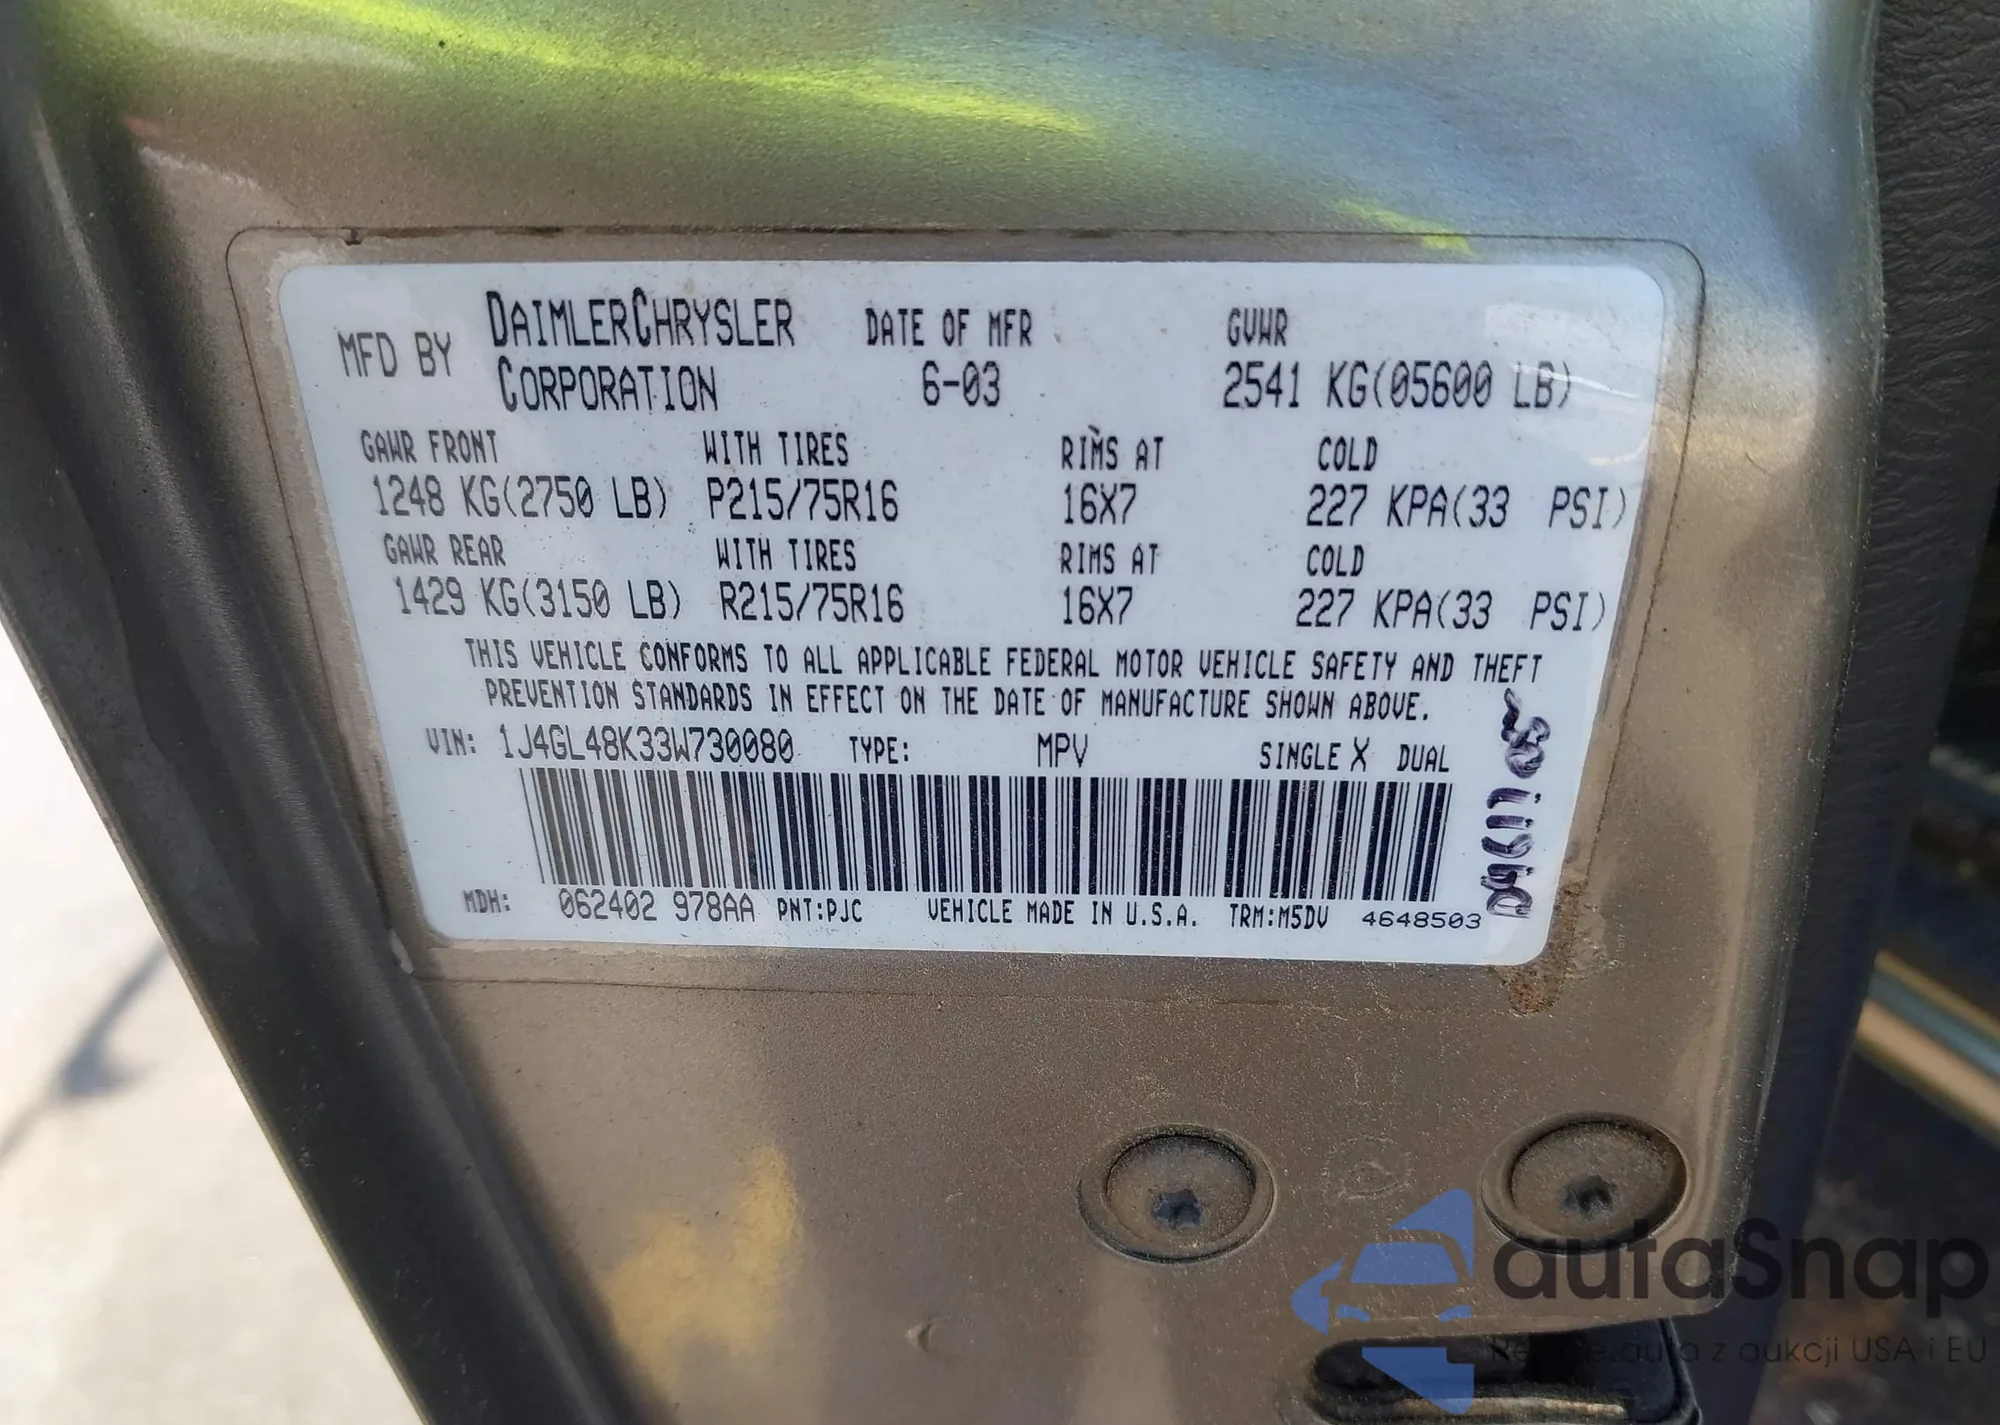 MFD BY DAIMLERCHRYSLER CORPORATION DATE OF MFR 6-03 GVWR 2541 KG(05600 LB)
GAWR FRONT WITH TIRES RIMS AT COLD
1248 KG(2750 LB) P215/75R16 16X7 227 KPA(33 PSI)
GAWR REAR WITH TIRES RIMS AT COLD
1429 KG(3150 LB) R215/75R16 16X7 227 KPA(33 PSI)
THIS VEHICLE CONFORMS TO ALL APPLICABLE FEDERAL MOTOR VEHICLE SAFETY AND THEFT
PREVENTION STANDARDS IN EFFECT ON THE DATE OF MANUFACTURE SHOWN ABOVE.
VIN: 1J4GL48K33W730080 TYPE: MPV SINGLE X DUAL
MDH: 062402 978AA PNT:PJC VEHICLE MADE IN U.S.A. TRM:M5DV 4648503
autaSnap
z aukcji USA i EU